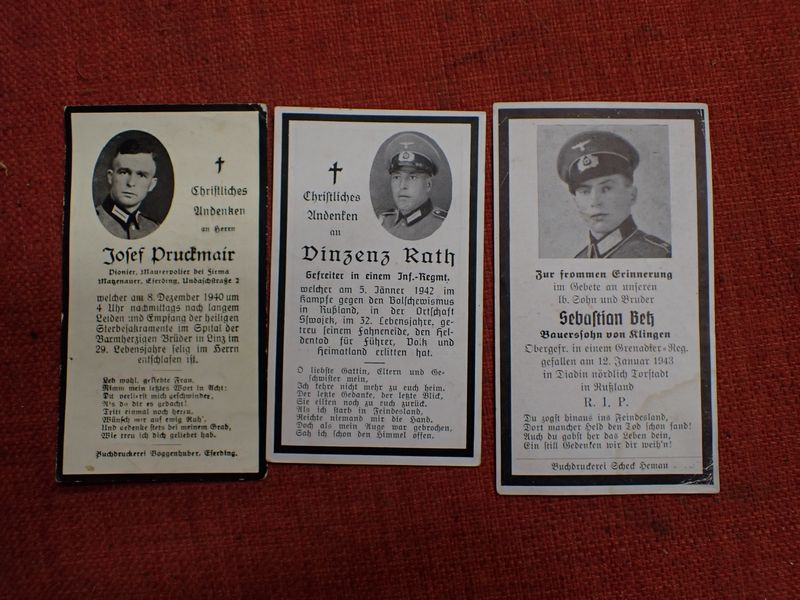 Christliches
Andenken
an Herrn
Josef Pruckmair
Pionier, Maurerpolier bei Firma
Matzenauer, Eferding, Undaschstraße 2
welcher am 8. Dezember 1940 um
4 Uhr nachmittags nach langem
Leiden und Empfang der heiligen
Sterbesakramente im Spital der
Barmherzigen Brüder in Linz im
29. Lebensjahre selig im Herrn
entschlafen ist.
Leb wohl, geliebte Frau,
Nimm mein letztes Wort in Acht:
Du verlierst mich geschwinder,
A's du dir es gedacht!
Tritt einmal noch herzu,
Wünsch mir auf ewig Ruh',
Und gedenke stets bei meinem Grab,
Wie treu ich dich geliebet hab.
Buchdruckerei Boggenhuber, Eferding.
Christliches
Andenken
an
Vinzenz Rath
Gefreiter in einem Inf.-Regmt.
welcher am 5. Jänner 1942 im
Kampfe gegen den Bolschewismus
in Rußland, in der Ortschaft
Sswojek, im 32. Lebensjahre, ge-
treu seinem Fahneneide, den Hel-
dentod für Führer, Volk und
Heimatland erlitten hat.
O liebste Gattin, Eltern und Ge-
schwister mein,
Ich kehre nicht mehr zu euch heim.
Der letzte Gedanke, der letzte Blick,
Sie eilten noch zu euch zurück.
Als ich starb in Feindesland,
Reichte niemand mir die Hand.
Doch als mein Auge war gebrochen,
Sah ich schon den Himmel offen.
Zur frommen Erinnerung
im Gebete an unseren
lb. Sohn und Bruder
Sebastian Betz
Bauerssohn von Klingen
Obergefr. in einem Grenadier-Reg.
gefallen am 12. Januar 1943
in Diadin nördlich Torstadt
in Rußland
R. I. P.
Du zogst hinaus ins Feindesland,
Dort mancher Held den Tod schon fand!
Auch du gabst her das Leben dein,
Ein still Gedenken wir dir weih'n!
Buchdruckerei Scheck Hemau